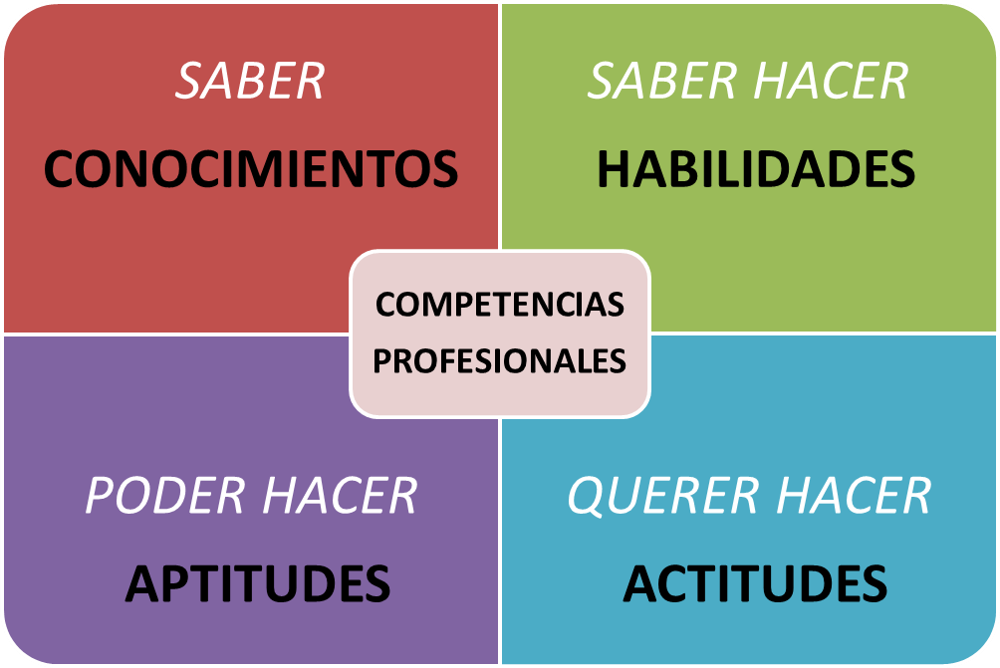 SABER
CONOCIMIENTOS
SABER HACER
HABILIDADES
COMPETENCIAS
PROFESIONALES
PODER HACER
APTITUDES
QUERER HACER
ACTITUDES